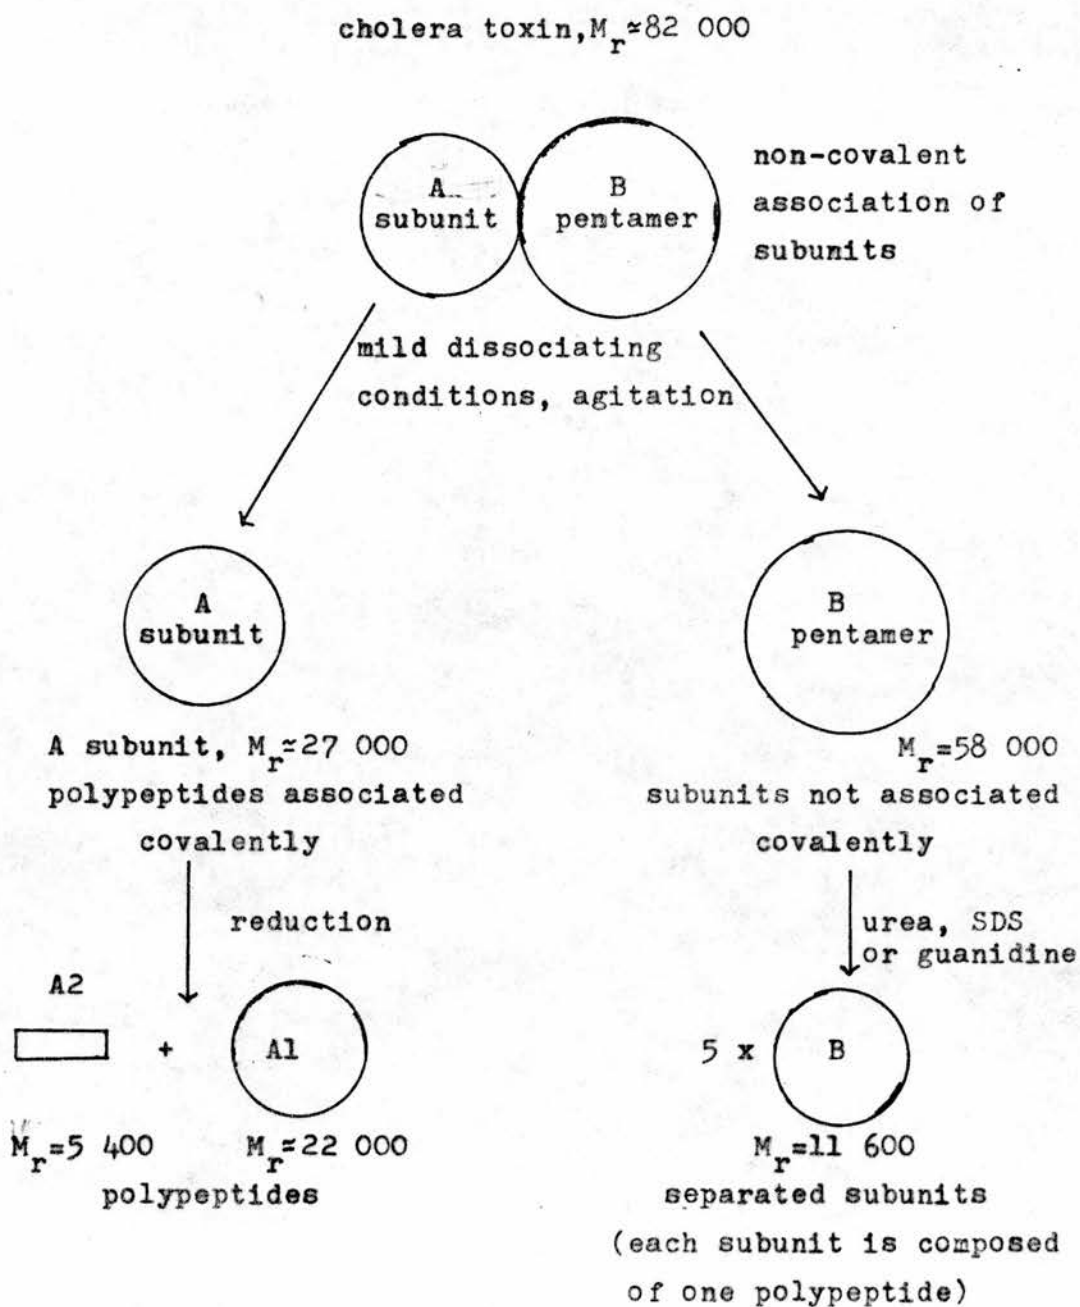 cholera toxin,Mr≃82 000
A
subunit
B
pentamer
non-covalent
association of
subunits
mild dissociating
conditions, agitation
A
subunit
B
pentamer
A subunit, Mr≃27 000
polypeptides associated
covalently
Mr=58 000
subunits not associated
covalently
reduction
urea, SDS
or guanidine
A2
+
A1
5 x
B
Mr=5 400
Mr≃22 000
polypeptides
Mr=11 600
separated subunits
(each subunit is composed
of one polypeptide)